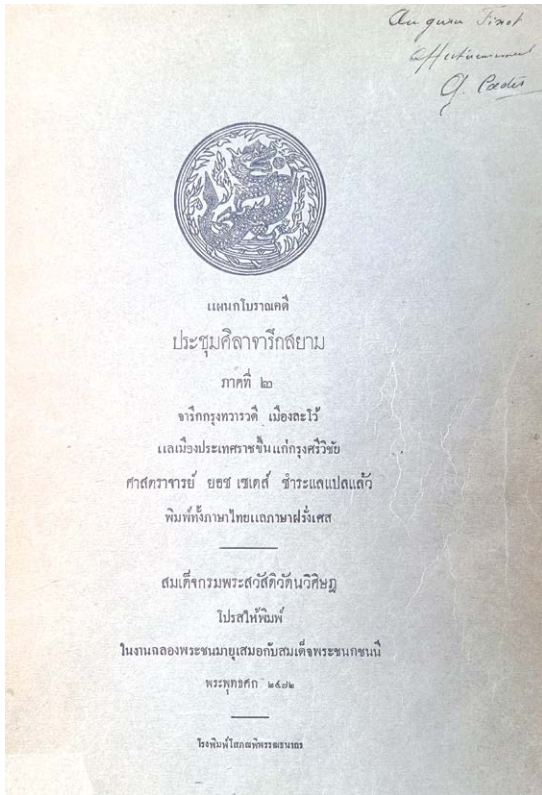 G. Cœdès
แผนกโบราณคดี
ประชุมศิลาจารึกสยาม
ภาคที่ ๒
จารึกกรุงทวารวดี เมืองละโว้
แลเมืองประเทศราชขึ้นแก่กรุงศรีวิชัย
ศาสตราจารย์ ยอช เซเดส์ ชำระแลแปลแล้ว
พิมพ์ทั้งภาษาไทยแลภาษาฝรั่งเศส
สมเด็จกรมพระสวัสดิวัดนวิศิษฎ
โปรดให้พิมพ์
ในงานฉลองพระชนมายุเสมอกับสมเด็จพระชนกชนนี
พระพุทธศก ๒๔๗๒
โรงพิมพ์โสภณพิพรรฒธนากร